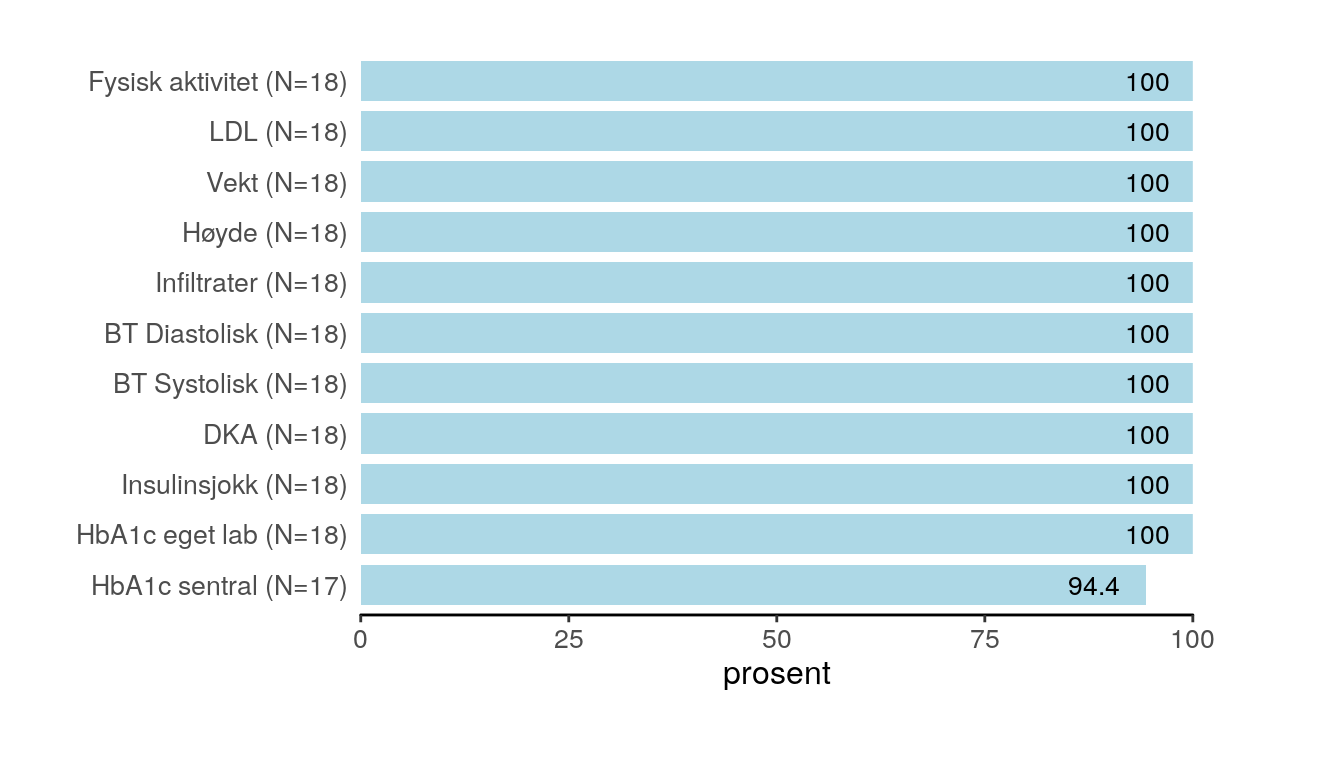 Fysisk aktivitet (N=18) 100
LDL (N=18) 100
Vekt (N=18) 100
Høyde (N=18) 100
Infiltrater (N=18) 100
BT Diastolisk (N=18) 100
BT Systolisk (N=18) 100
DKA (N=18) 100
Insulinsjokk (N=18) 100
HbA1c eget lab (N=18) 100
HbA1c sentral (N=17) 94.4
0 25 50 75 100
prosent